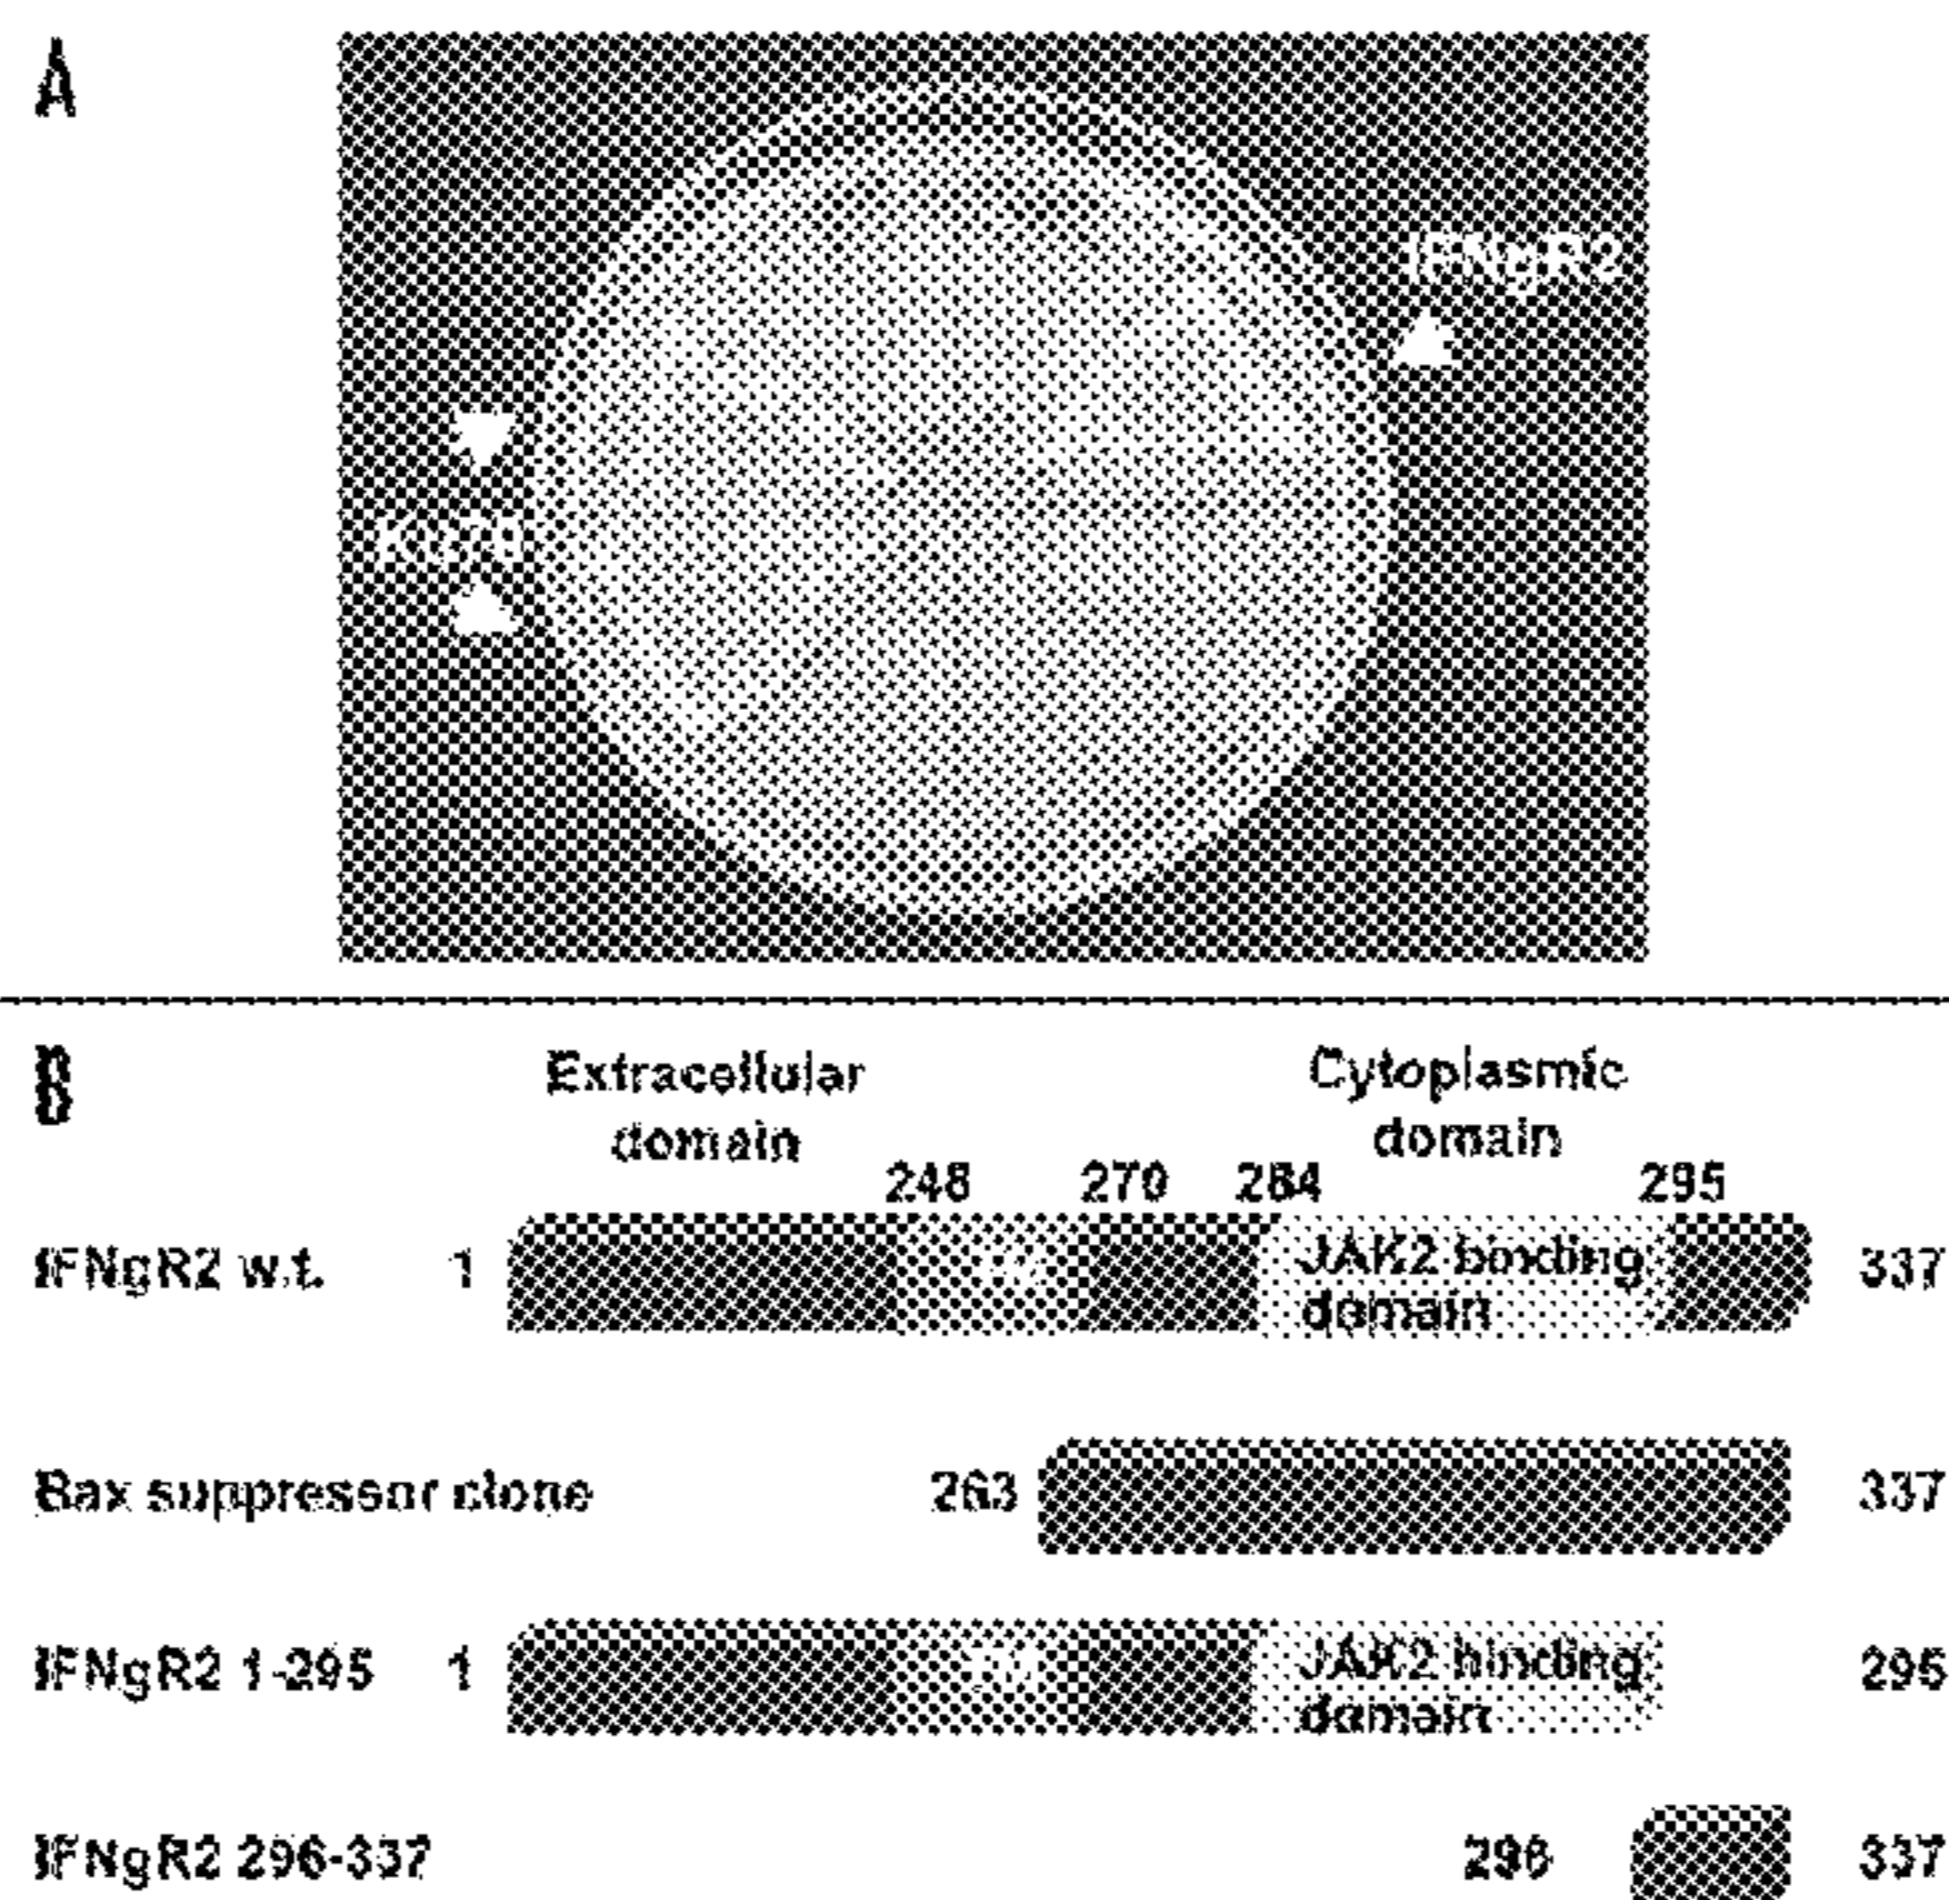 A
IFNgR2
Ku70
B
Extracellular
domain
Cytoplasmic
domain
248 270 284 295
IFNgR2 w.t. 1 JAK2 binding
domain 337
Bax suppressor clone 263 337
IFNgR2 1-295 1 JAK2 binding
domain 295
IFNgR2 296-337 296 337